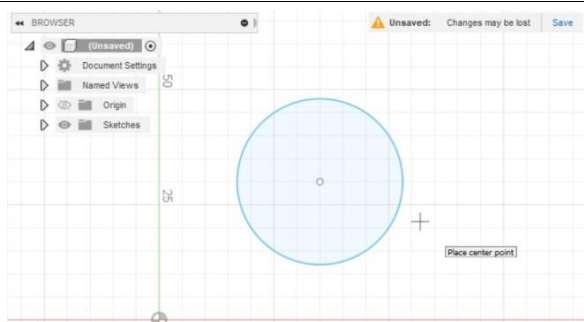 BROWSER
Unsaved: Changes may be lost Save
(Unsaved)
Document Settings
Named Views
Origin
Sketches
50
25
Place center point